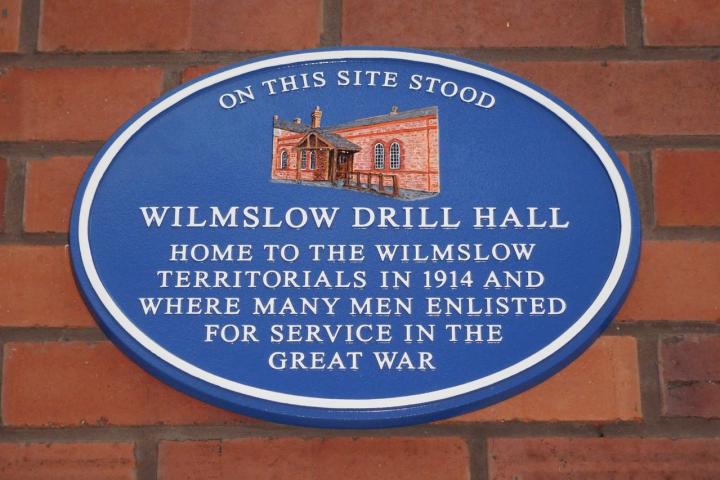 ON THIS SITE STOOD
WILMSLOW DRILL HALL
HOME TO THE WILMSLOW
TERRITORIALS IN 1914 AND
WHERE MANY MEN ENLISTED
FOR SERVICE IN THE
GREAT WAR